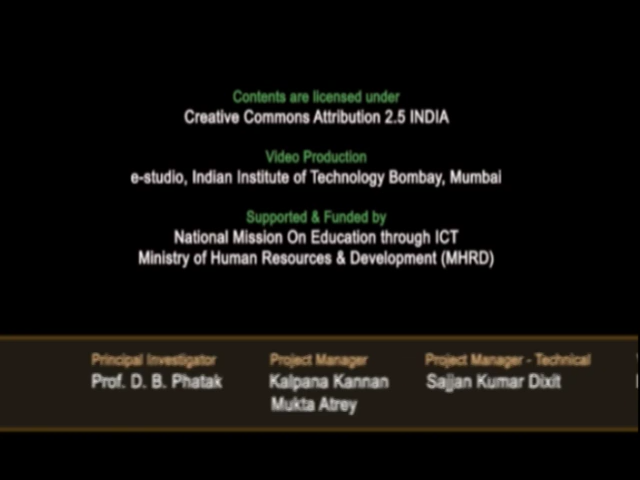 Contents are licensed under
Creative Commons Attribution 2.5 INDIA
Video Production
e-studio, Indian Institute of Technology Bombay, Mumbai
Supported & Funded by
National Mission On Education through ICT
Ministry of Human Resources & Development (MHRD)
Principal Investigator
Prof. D. B. Phatak
Project Manager
Kalpana Kannan
Mukta Atrey
Project Manager - Technical
Sajjan Kumar Dixit